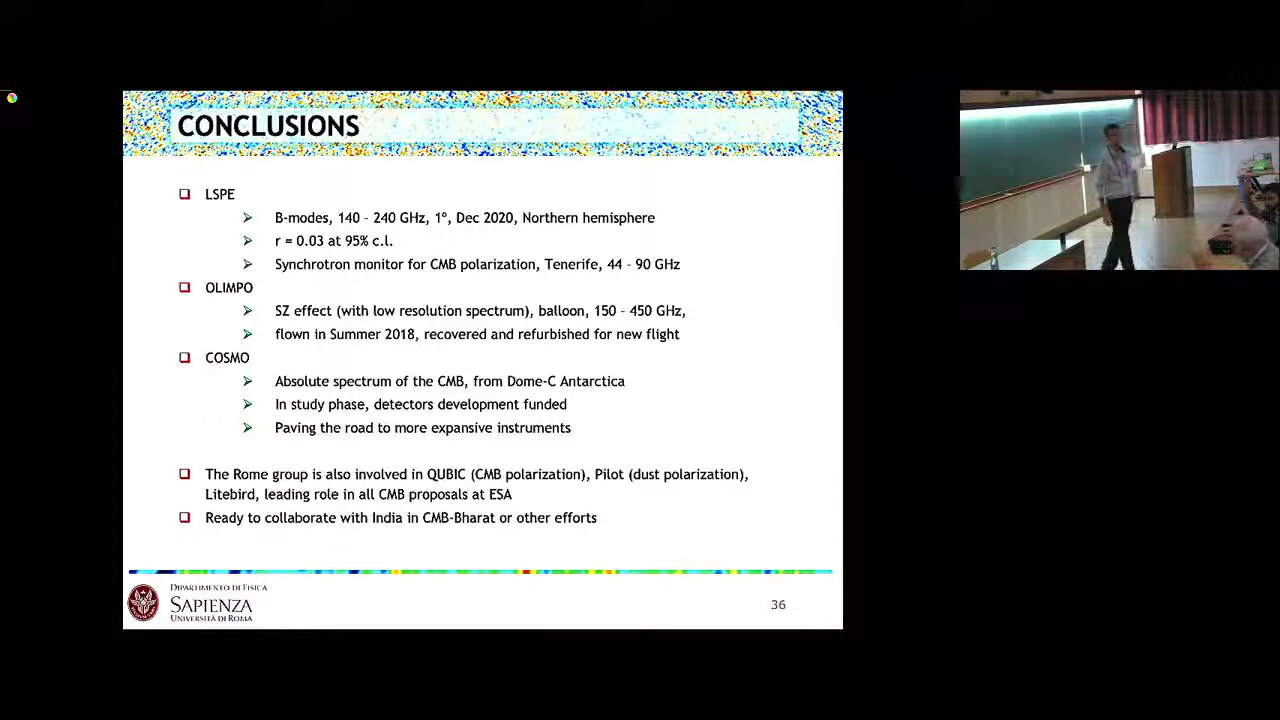 CONCLUSIONS
LSPE
B-modes, 140 – 240 GHz, 1°, Dec 2020, Northern hemisphere
r = 0.03 at 95% c.l.
Synchrotron monitor for CMB polarization, Tenerife, 44 – 90 GHz
OLIMPO
SZ effect (with low resolution spectrum), balloon, 150 – 450 GHz,
flown in Summer 2018, recovered and refurbished for new flight
COSMO
Absolute spectrum of the CMB, from Dome-C Antarctica
In study phase, detectors development funded
Paving the road to more expansive instruments
The Rome group is also involved in QUBIC (CMB polarization), Pilot (dust polarization),
Litebird, leading role in all CMB proposals at ESA
Ready to collaborate with India in CMB-Bharat or other efforts
DIPARTIMENTO DI FISICA
SAPIENZA
UNIVERSITÀ DI ROMA
36